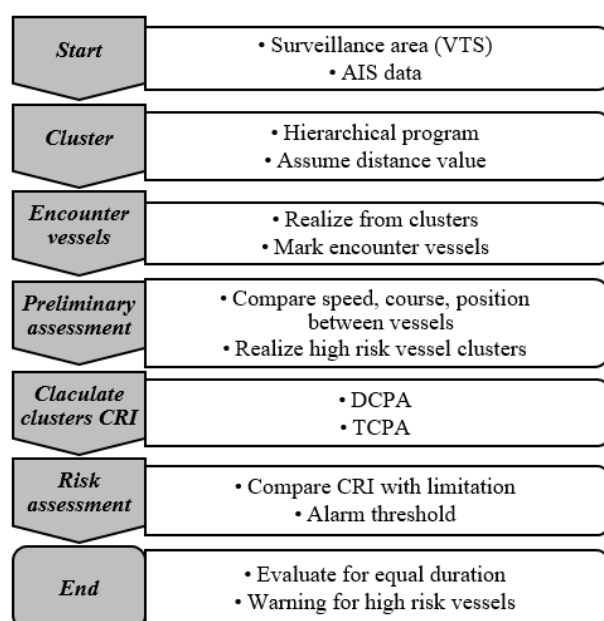 Start
• Surveillance area (VTS)
• AIS data
Cluster
• Hierarchical program
• Assume distance value
Encounter
vessels
• Realize from clusters
• Mark encounter vessels
Preliminary
assessment
• Compare speed, course, position
between vessels
• Realize high risk vessel clusters
Claculate
clusters CRI
• DCPA
• TCPA
Risk
assessment
• Compare CRI with limitation
• Alarm threshold
End
• Evaluate for equal duration
• Warning for high risk vessels